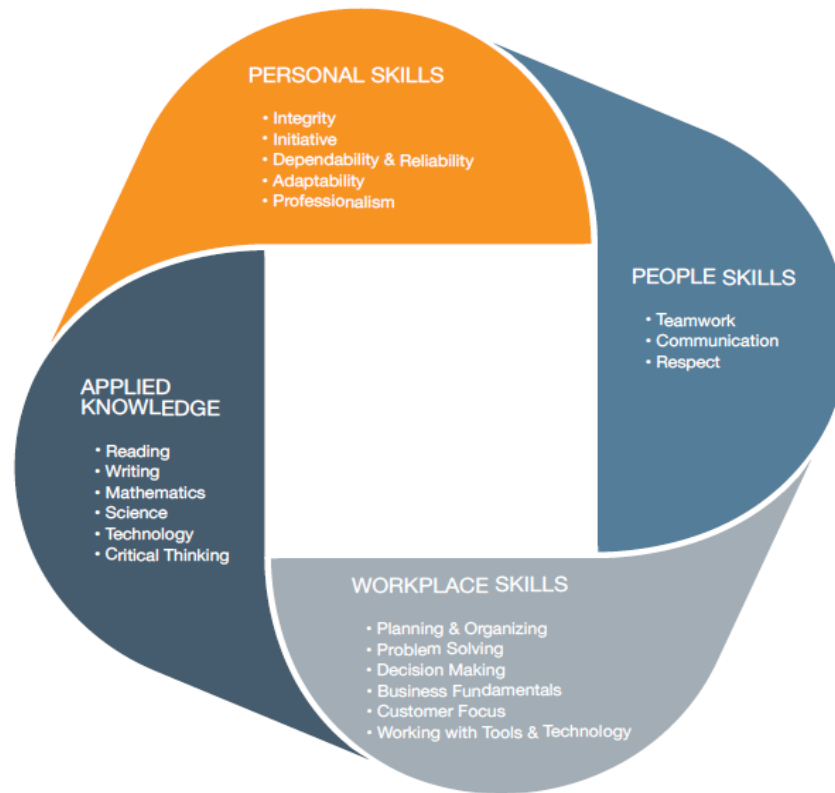 PERSONAL SKILLS
• Integrity
• Initiative
• Dependability & Reliability
• Adaptability
• Professionalism
PEOPLE SKILLS
• Teamwork
• Communication
• Respect
APPLIED
KNOWLEDGE
• Reading
• Writing
• Mathematics
• Science
• Technology
• Critical Thinking
WORKPLACE SKILLS
• Planning & Organizing
• Problem Solving
• Decision Making
• Business Fundamentals
• Customer Focus
• Working with Tools & Technology